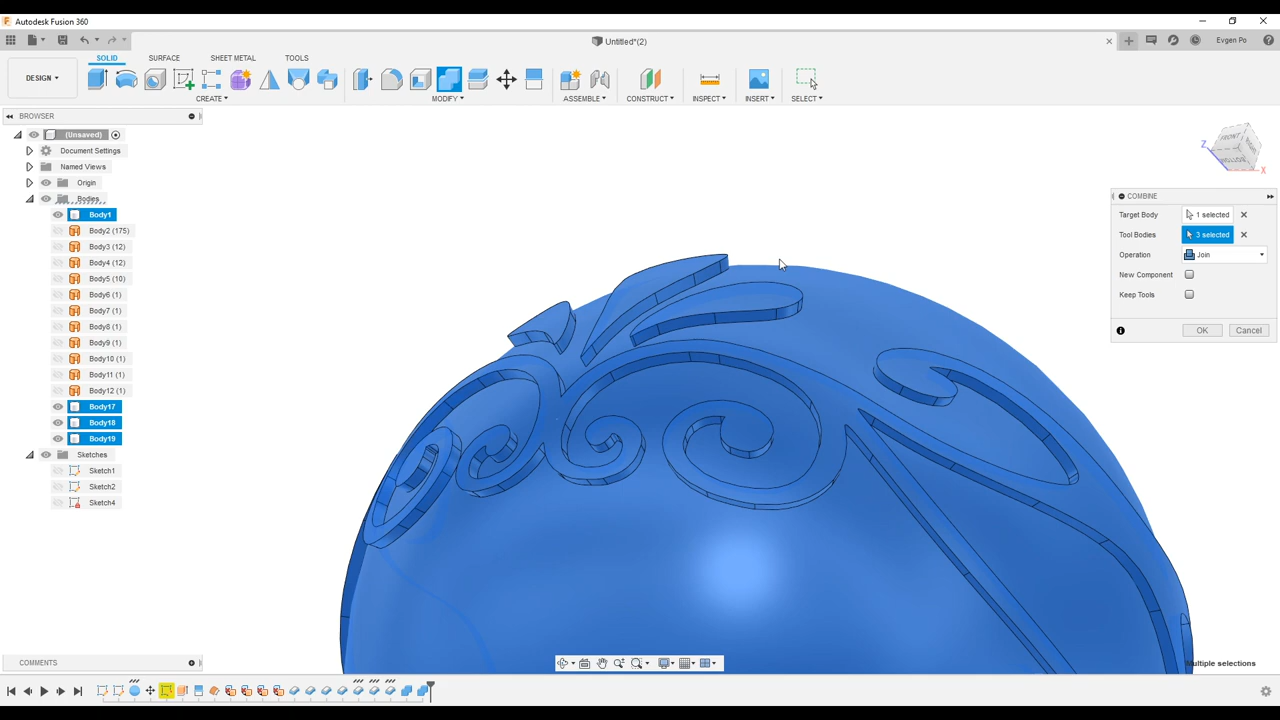 Autodesk Fusion 360
Untitled*(2)
Evgen Po
SOLID SURFACE SHEET METAL TOOLS
DESIGN
CREATE MODIFY ASSEMBLE CONSTRUCT INSPECT INSERT SELECT
BROWSER
(Unsaved)
Document Settings
Named Views
Origin
Bodies
Body1
Body2 (175)
Body3 (12)
Body4 (12)
Body5 (10)
Body6 (1)
Body7 (1)
Body8 (1)
Body9 (1)
Body10 (1)
Body11 (1)
Body12 (1)
Body17
Body18
Body19
Sketches
Sketch1
Sketch2
Sketch4
FRONT
Z
X
COMBINE
Target Body 1 selected
Tool Bodies 3 selected
Operation Join
New Component
Keep Tools
OK Cancel
COMMENTS
Multiple selections